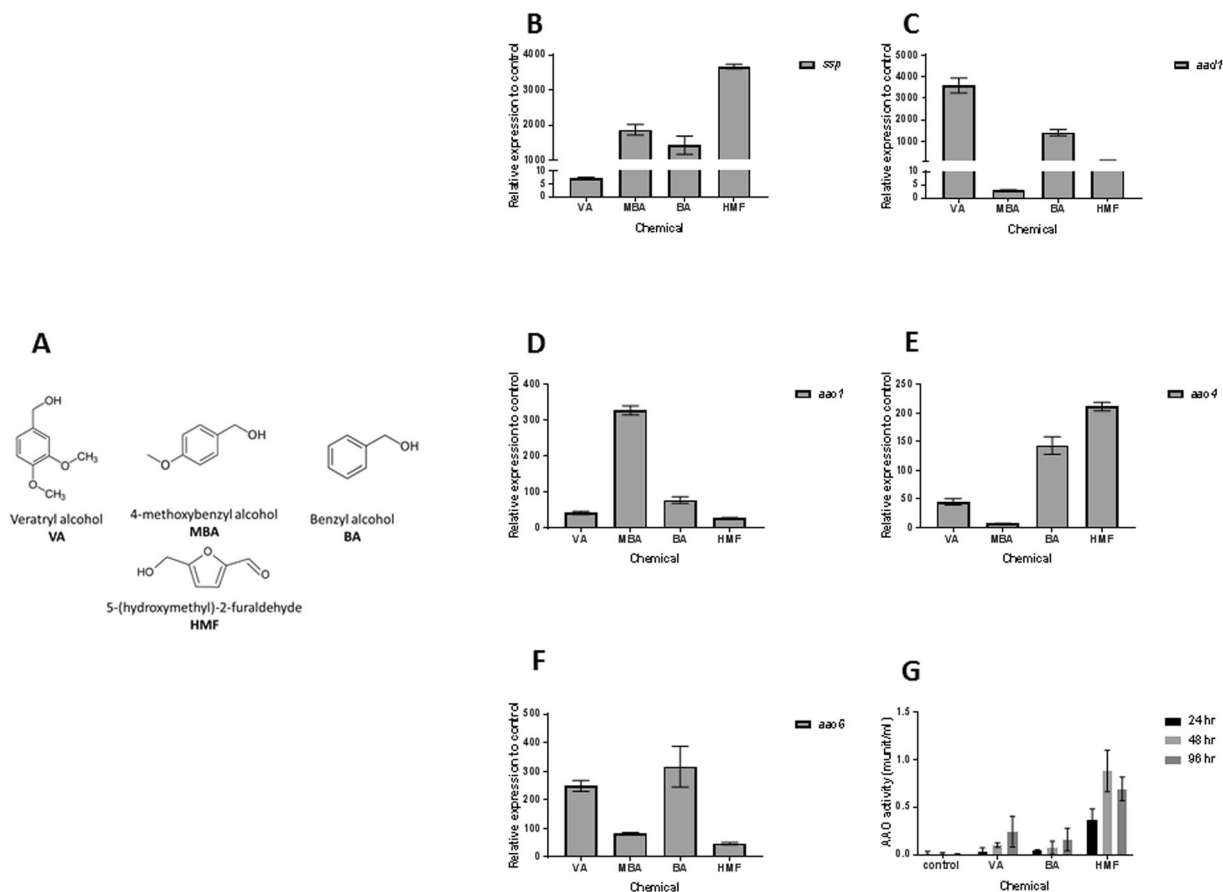 B
Relative expression to control
4000
3000
2000
1000
10
5
0
VA MBA BA HMF
Chemical
ssp
C
Relative expression to control
5000
4000
3000
2000
1000
10
5
0
VA MBA BA HMF
Chemical
aad1
A
OH
O CH3
O
CH3
Veratryl alcohol
VA
OH
O
4-methoxybenzyl alcohol
MBA
OH
Benzyl alcohol
BA
HO
O
O
5-(hydroxymethyl)-2-furaldehyde
HMF
D
Relative expression to control
400
300
200
100
0
VA MBA BA HMF
Chemical
aao1
E
Relative expression to control
250
200
150
100
50
0
VA MBA BA HMF
Chemical
aao4
F
Relative expression to control
500
400
300
200
100
0
VA MBA BA HMF
Chemical
aao6
G
AAO activity (munit/ml)
1.5
1.0
0.5
0.0
control VA BA HMF
Chemical
24 hr
48 hr
96 hr